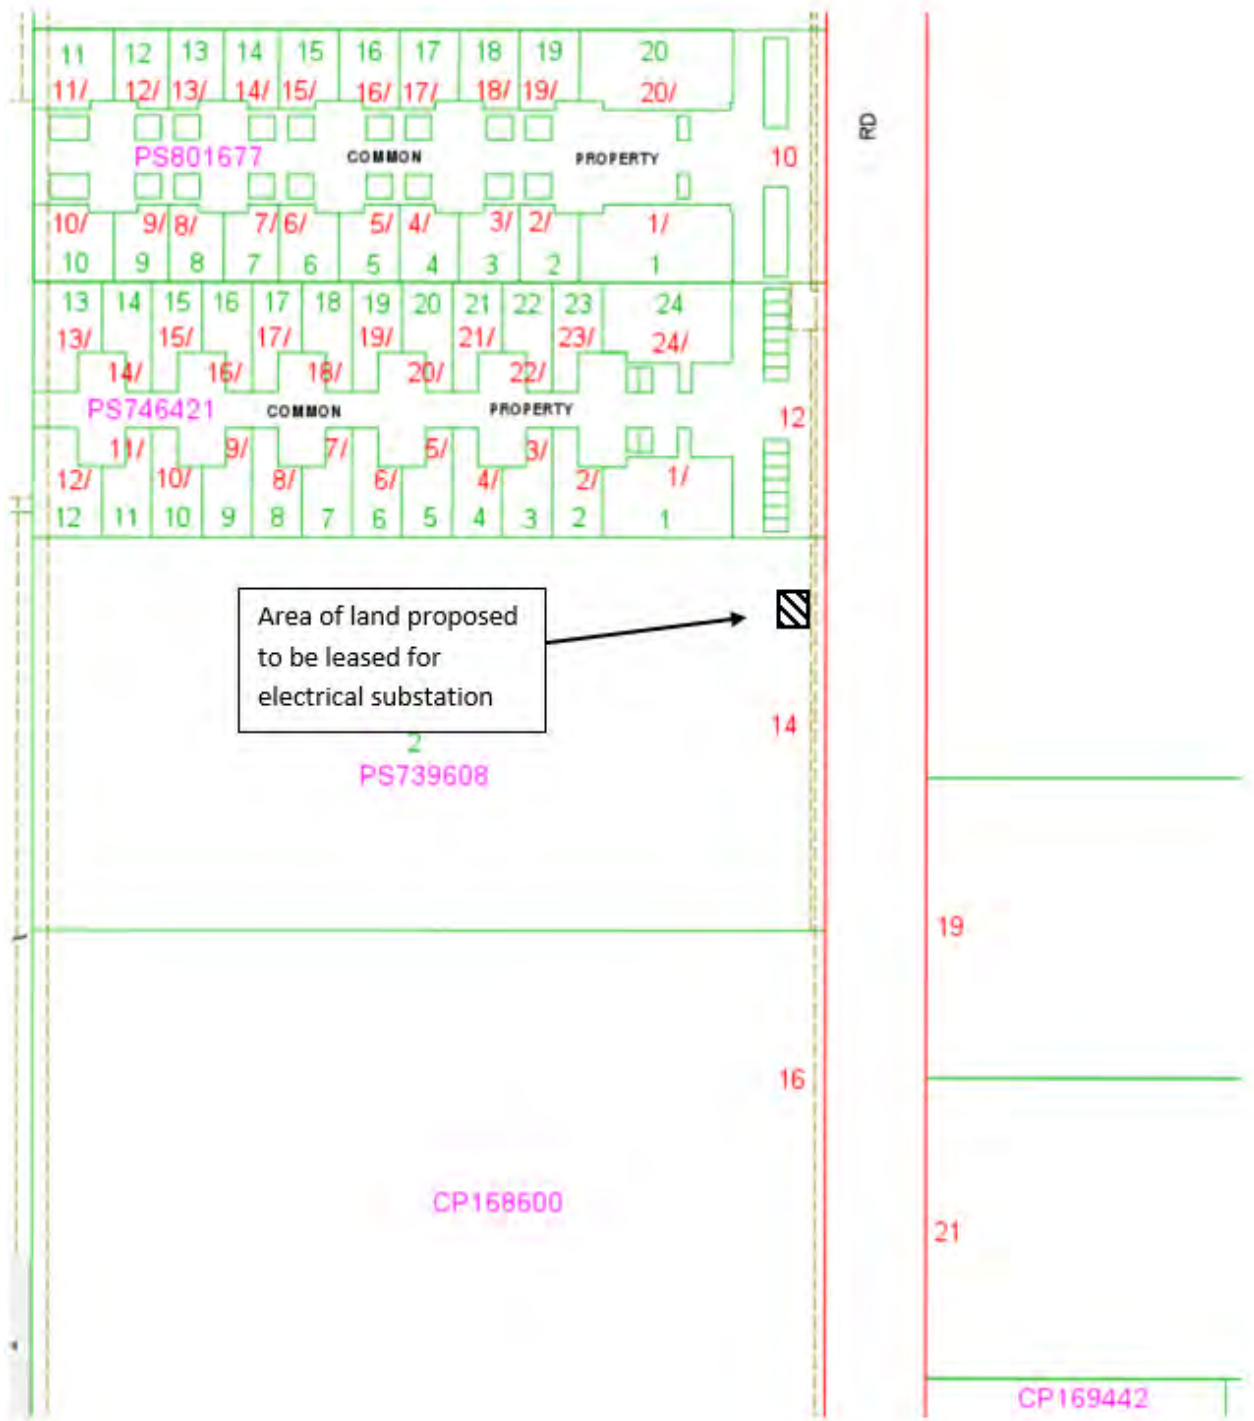 11 12 13 14 15 16 17 18 19 20
11/ 12/ 13/ 14/ 15/ 16/ 17/ 18/ 19/ 20/
RD
PS801677 COMMON PROPERTY 10
10/ 9/ 8/ 7/ 6/ 5/ 4/ 3/ 2/ 1/
10 9 8 7 6 5 4 3 2 1
13 14 15 16 17 18 19 20 21 22 23 24
13/ 15/ 17/ 19/ 21/ 23/ 24/
14/ 16/ 18/ 20/ 22/
PS746421 COMMON PROPERTY 12
11/ 9/ 7/ 5/ 3/
12/ 10/ 8/ 6/ 4/ 2/ 1/
12 11 10 9 8 7 6 5 4 3 2 1
Area of land proposed
to be leased for
electrical substation
14
2
PS739608
19
16
CP168600
21
CP169442